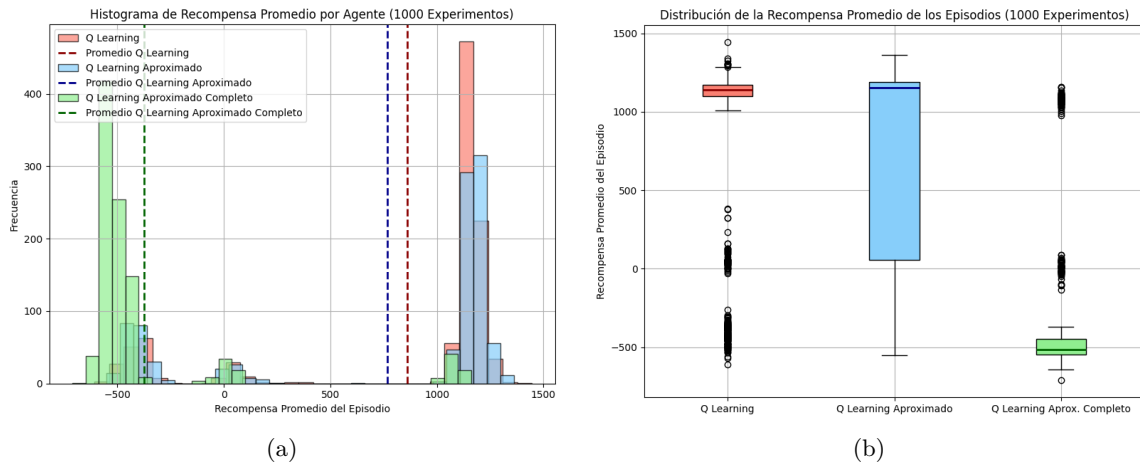 Histograma de Recompensa Promedio por Agente (1000 Experimentos)
Q Learning
Promedio Q Learning
Q Learning Aproximado
Promedio Q Learning Aproximado
Q Learning Aproximado Completo
Promedio Q Learning Aproximado Completo
Frecuencia
400
300
200
100
0
−500
0
500
1000
1500
Recompensa Promedio del Episodio
(a)
Distribución de la Recompensa Promedio de los Episodios (1000 Experimentos)
Recompensa Promedio del Episodio
1500
1000
500
0
−500
Q Learning
Q Learning Aproximado
Q Learning Aprox. Completo
(b)